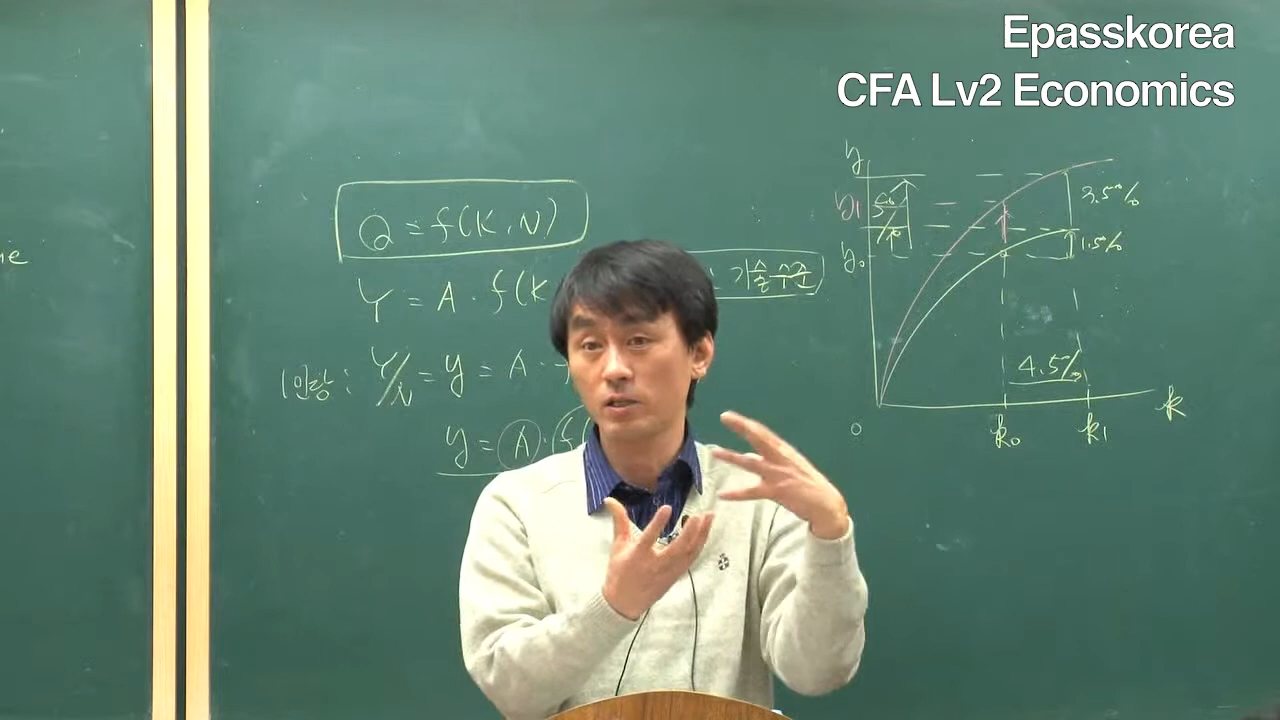 Epasskorea
CFA Lv2 Economics
e
Q = f(K, N)
Y = A · f(K
: 기술수준
1인당 : Y/N = y = A ·
y = A · f(
y
y1
y0
5%
3.5%
1.5%
4.5%
0
k0
k1
k